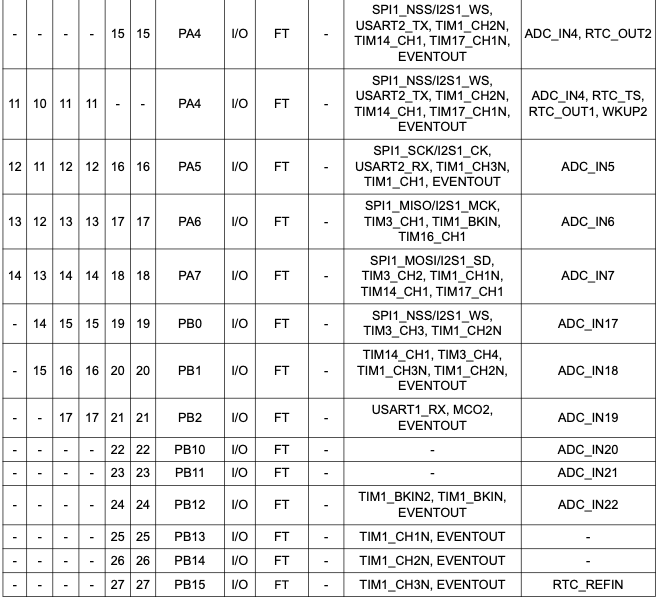 - - - - 15 15 PA4 I/O FT - SPI1_NSS/I2S1_WS, USART2_TX, TIM1_CH2N, TIM14_CH1, TIM17_CH1N, EVENTOUT ADC_IN4, RTC_OUT2
11 10 11 11 - - PA4 I/O FT - SPI1_NSS/I2S1_WS, USART2_TX, TIM1_CH2N, TIM14_CH1, TIM17_CH1N, EVENTOUT ADC_IN4, RTC_TS, RTC_OUT1, WKUP2
12 11 12 12 16 16 PA5 I/O FT - SPI1_SCK/I2S1_CK, USART2_RX, TIM1_CH3N, TIM1_CH1, EVENTOUT ADC_IN5
13 12 13 13 17 17 PA6 I/O FT - SPI1_MISO/I2S1_MCK, TIM3_CH1, TIM1_BKIN, TIM16_CH1 ADC_IN6
14 13 14 14 18 18 PA7 I/O FT - SPI1_MOSI/I2S1_SD, TIM3_CH2, TIM1_CH1N, TIM14_CH1, TIM17_CH1 ADC_IN7
- 14 15 15 19 19 PB0 I/O FT - SPI1_NSS/I2S1_WS, TIM3_CH3, TIM1_CH2N ADC_IN17
- 15 16 16 20 20 PB1 I/O FT - TIM14_CH1, TIM3_CH4, TIM1_CH3N, TIM1_CH2N, EVENTOUT ADC_IN18
- - 17 17 21 21 PB2 I/O FT - USART1_RX, MCO2, EVENTOUT ADC_IN19
- - - - 22 22 PB10 I/O FT - - ADC_IN20
- - - - 23 23 PB11 I/O FT - - ADC_IN21
- - - - 24 24 PB12 I/O FT - TIM1_BKIN2, TIM1_BKIN, EVENTOUT ADC_IN22
- - - - 25 25 PB13 I/O FT - TIM1_CH1N, EVENTOUT -
- - - - 26 26 PB14 I/O FT - TIM1_CH2N, EVENTOUT -
- - - - 27 27 PB15 I/O FT - TIM1_CH3N, EVENTOUT RTC_REFIN